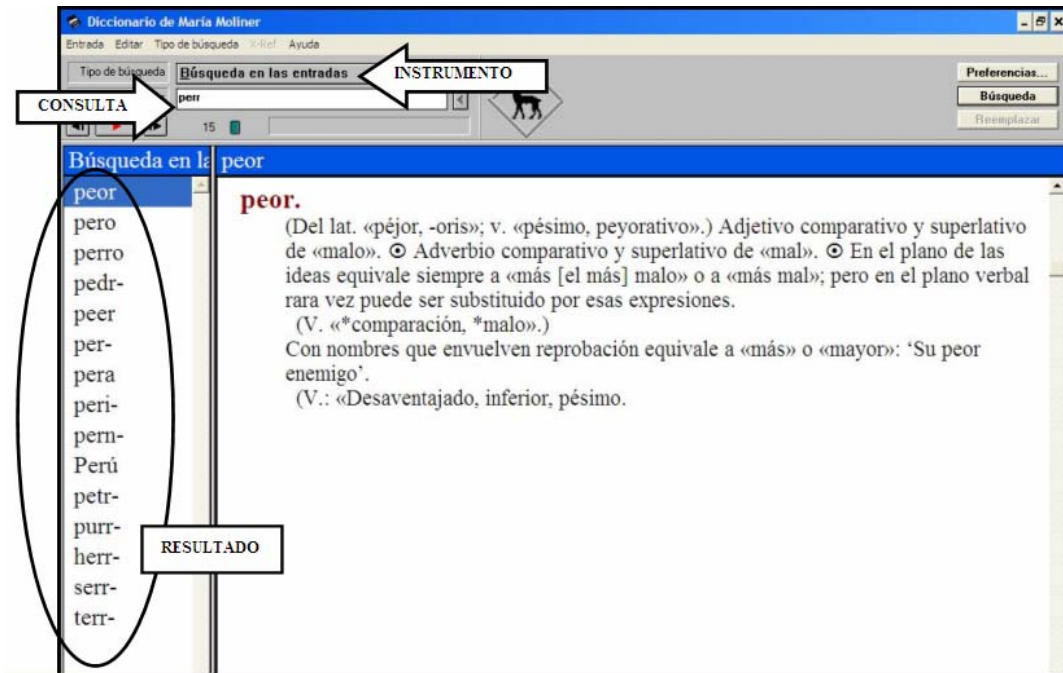 Diccionario de María Moliner
Entrada Editar Tipo de búsqueda X-Ref Ayuda
Tipo de búsqueda
Búsqueda en las entradas
INSTRUMENTO
Preferencias...
CONSULTA
perr
Búsqueda
15
Reemplazar
Búsqueda en la
peor
peor
pero
perro
pedr-
peer
per-
pera
peri-
pern-
Perú
petr-
purr-
herr-
serr-
terr-
RESULTADO
peor.
(Del lat. «péjor, -oris»; v. «pésimo, peyorativo».) Adjetivo comparativo y superlativo
de «malo». ⊙ Adverbio comparativo y superlativo de «mal». ⊙ En el plano de las
ideas equivale siempre a «más [el más] malo» o a «más mal»; pero en el plano verbal
rara vez puede ser substituido por esas expresiones.
(V. «*comparación, *malo».)
Con nombres que envuelven reprobación equivale a «más» o «mayor»: ‘Su peor
enemigo’.
(V.: «Desaventajado, inferior, pésimo.